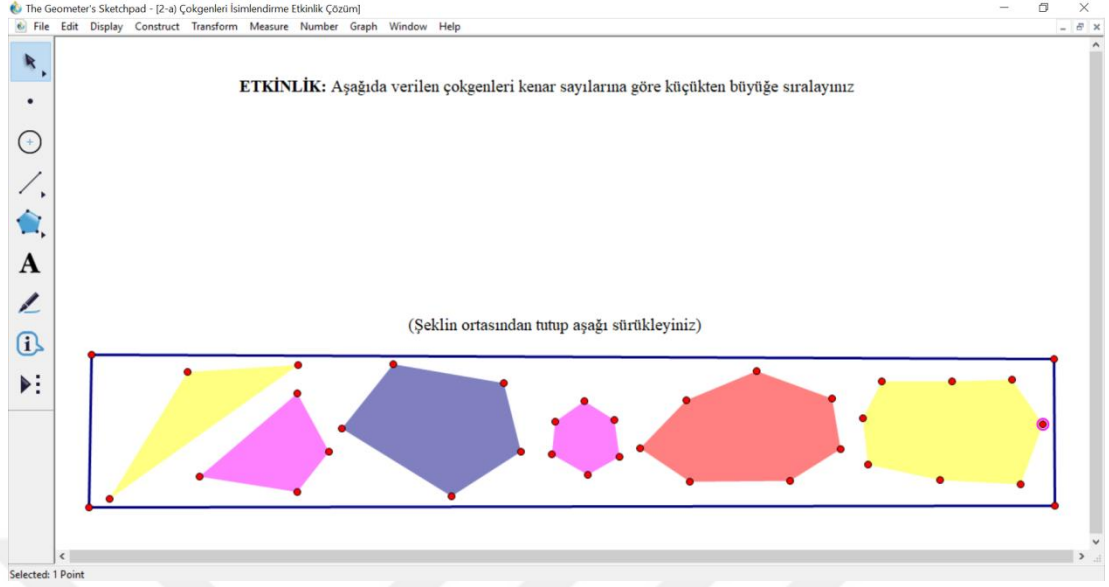 The Geometer's Sketchpad - [2-a) Çokgenleri İsimlendirme Etkinlik Çözüm]
File Edit Display Construct Transform Measure Number Graph Window Help
ETKİNLİK: Aşağıda verilen çokgenleri kenar sayılarına göre küçükten büyüğe sıralayınız
A
(Şeklin ortasından tutup aşağı sürükleyiniz)
Selected: 1 Point